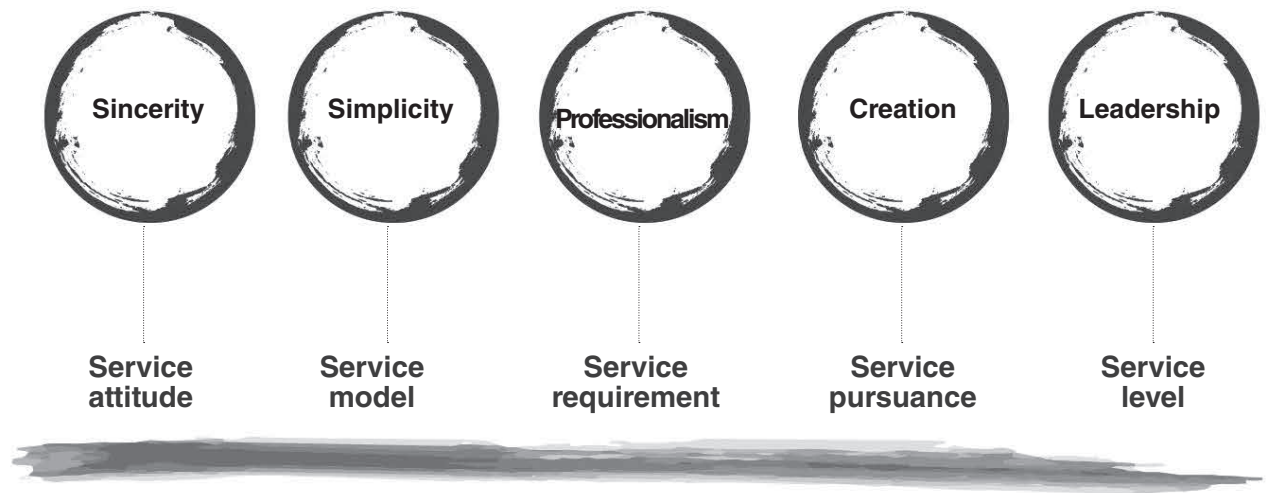 Sincerity
Simplicity
Professionalism
Creation
Leadership
Service
attitude
Service
model
Service
requirement
Service
pursuance
Service
level